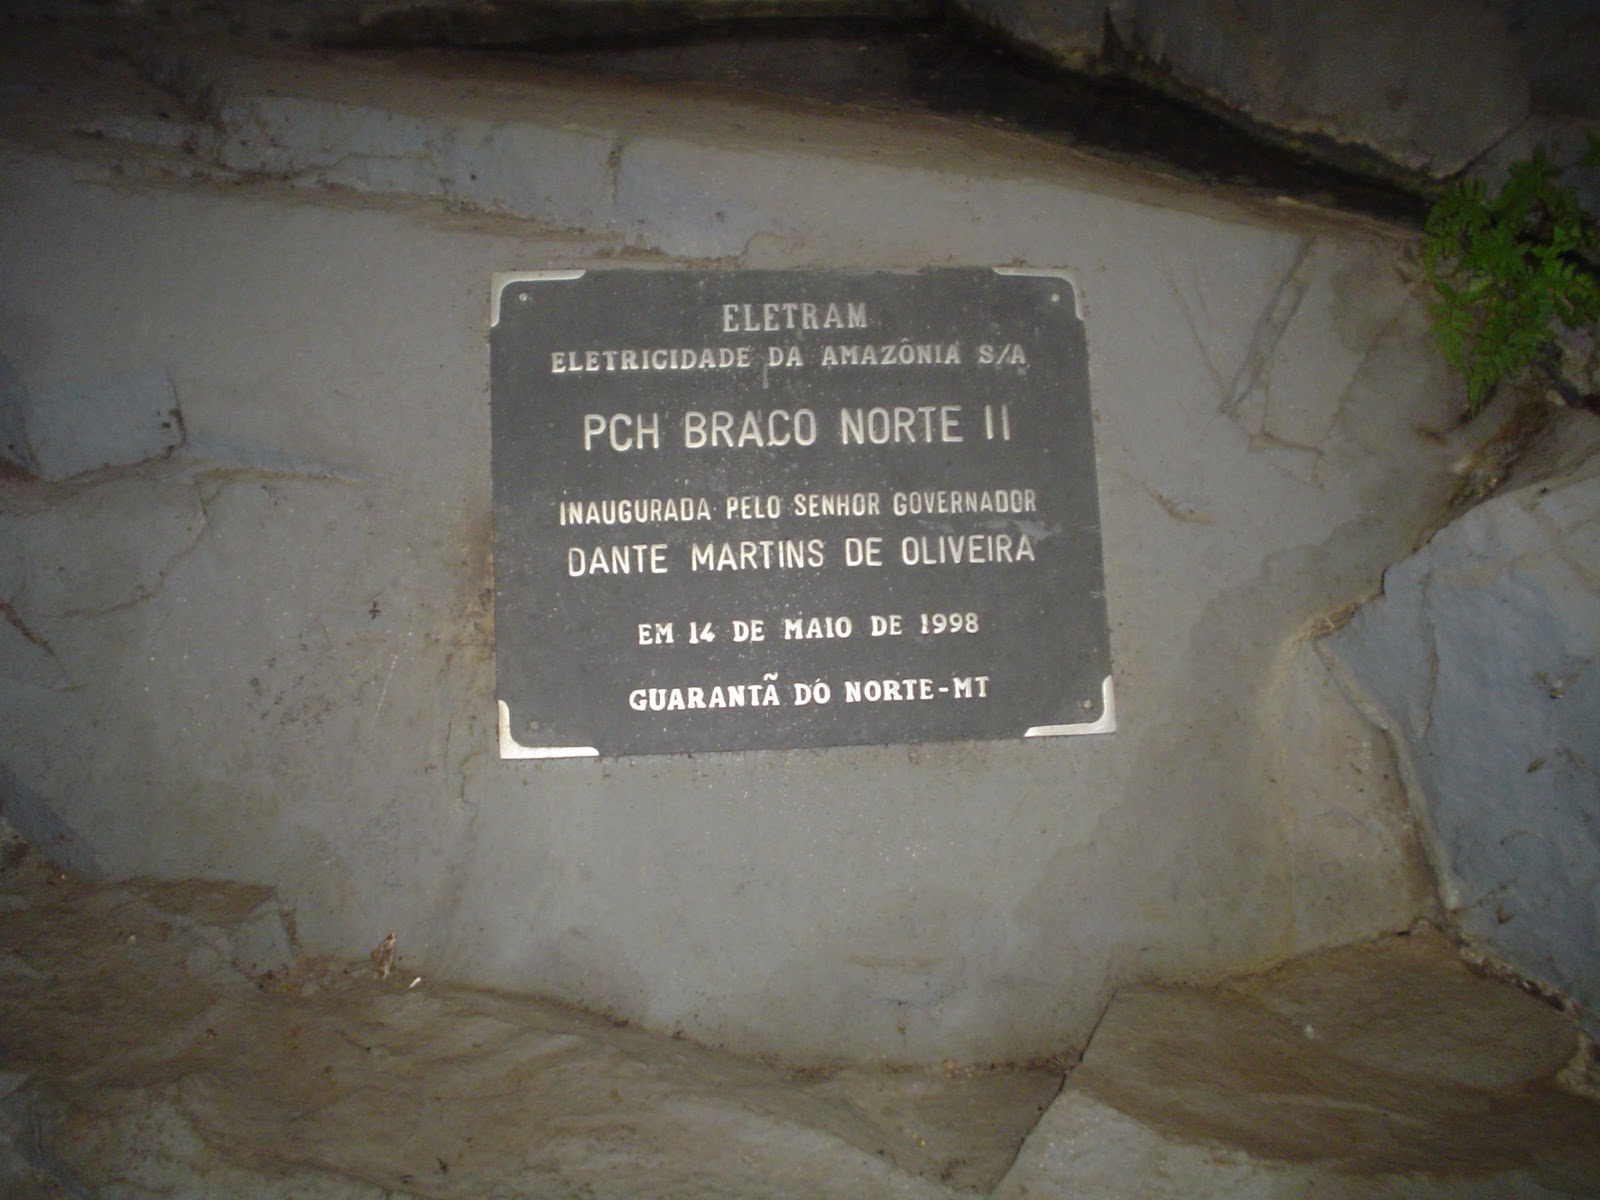 ELETRAM
ELETRICIDADE DA AMAZÔNIA S/A
PCH BRAÇO NORTE II
INAUGURADA PELO SENHOR GOVERNADOR
DANTE MARTINS DE OLIVEIRA
EM 14 DE MAIO DE 1998
GUARANTÃ DO NORTE-MT